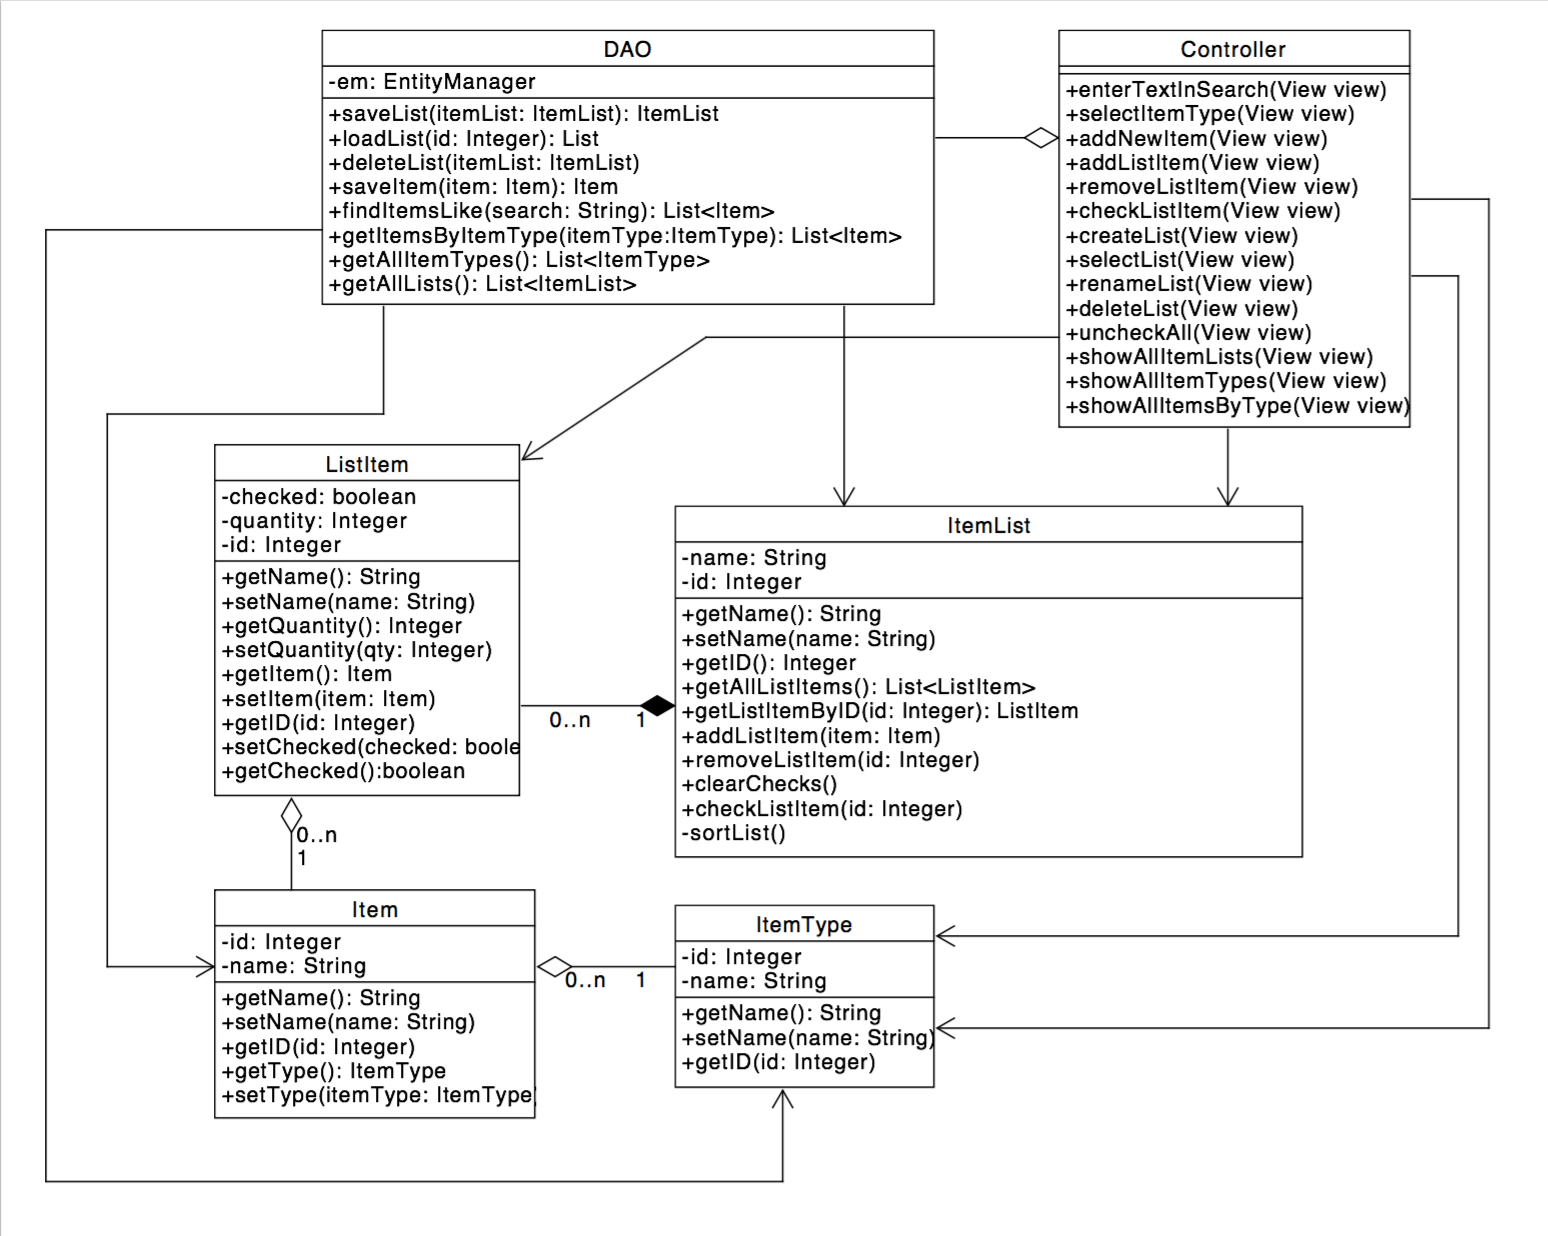 DAO
-em: EntityManager
+saveList(itemList: ItemList): ItemList
+loadList(id: Integer): List
+deleteList(itemList: ItemList)
+saveItem(item: Item): Item
+findItemsLike(search: String): List<Item>
+getItemsByItemType(itemType:ItemType): List<Item>
+getAllItemTypes(): List<ItemType>
+getAllLists(): List<ItemList>
Controller
+enterTextInSearch(View view)
+selectItemType(View view)
+addNewItem(View view)
+addListItem(View view)
+removeListItem(View view)
+checkListItem(View view)
+createList(View view)
+selectList(View view)
+renameList(View view)
+deleteList(View view)
+uncheckAll(View view)
+showAllItemLists(View view)
+showAllItemTypes(View view)
+showAllItemsByType(View view)
ListItem
-checked: boolean
-quantity: Integer
-id: Integer
+getName(): String
+setName(name: String)
+getQuantity(): Integer
+setQuantity(qty: Integer)
+getItem(): Item
+setItem(item: Item)
+getID(id: Integer)
+setChecked(checked: boole
+getChecked():boolean
0..n 1
ItemList
-name: String
-id: Integer
+getName(): String
+setName(name: String)
+getID(): Integer
+getAllListItems(): List<ListItem>
+getListItemByID(id: Integer): ListItem
+addListItem(item: Item)
+removeListItem(id: Integer)
+clearChecks()
+checkListItem(id: Integer)
-sortList()
0..n
1
Item
-id: Integer
-name: String
+getName(): String
+setName(name: String)
+getID(id: Integer)
+getType(): ItemType
+setType(itemType: ItemType
0..n 1
ItemType
-id: Integer
-name: String
+getName(): String
+setName(name: String)
+getID(id: Integer)